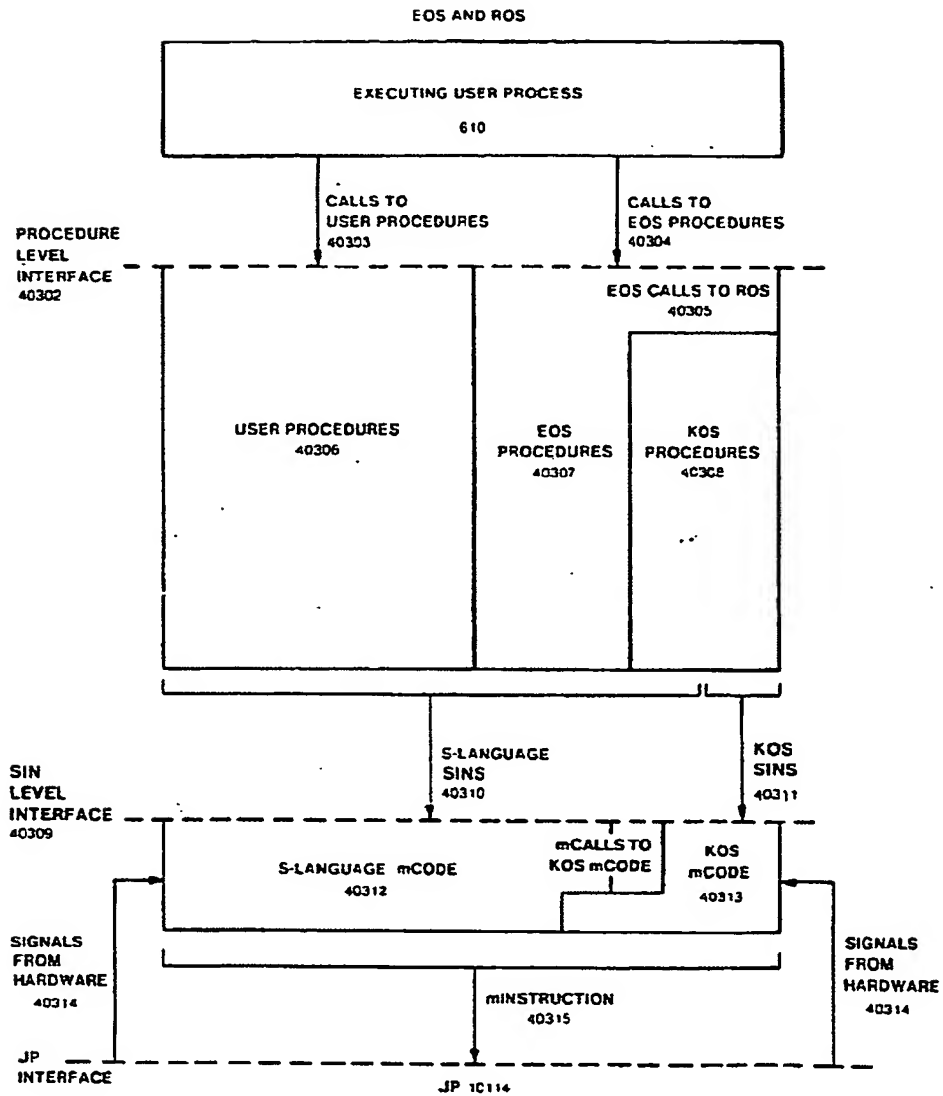 EOS AND ROS
EXECUTING USER PROCESS
610
CALLS TO
USER PROCEDURES
40303
CALLS TO
EOS PROCEDURES
40304
PROCEDURE
LEVEL
INTERFACE
40302
EOS CALLS TO ROS
40305
USER PROCEDURES
40306
EOS
PROCEDURES
40307
KOS
PROCEDURES
40308
S-LANGUAGE
SINS
40310
KOS
SINS
40311
SIN
LEVEL
INTERFACE
40309
S-LANGUAGE mCODE
40312
mCALLS TO
KOS mCODE
KOS
mCODE
40313
SIGNALS
FROM
HARDWARE
40314
mINSTRUCTION
40315
SIGNALS
FROM
HARDWARE
40314
JP
INTERFACE
JP 10114